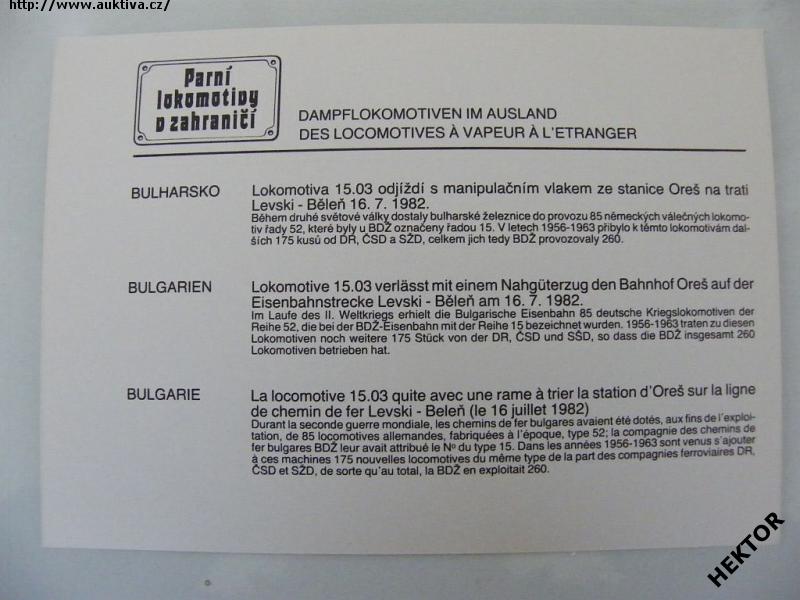 http://www.auktiva.cz/
Parní
lokomotivy
v zahraničí
DAMPFLOKOMOTIVEN IM AUSLAND
DES LOCOMOTIVES À VAPEUR À L'ETRANGER
BULHARSKO
Lokomotiva 15.03 odjíždí s manipulačním vlakem ze stanice Oreš na trati
Levski - Běleň 16. 7. 1982.
Během druhé světové války dostaly bulharské železnice do provozu 85 německých válečných lokomo-
tiv řady 52, které byly u BDŽ označeny řadou 15. V letech 1956-1963 přibylo k těmto lokomotivám dal-
ších 175 kusů od DR, ČSD a SŽD, celkem jich tedy BDŽ provozovaly 260.
BULGARIEN
Lokomotive 15.03 verlässt mit einem Nahgüterzug den Bahnhof Oreš auf der
Eisenbahnstrecke Levski - Běleň am 16. 7. 1982.
Im Laufe des II. Weltkriegs erhielt die Bulgarische Eisenbahn 85 deutsche Kriegslokomotiven der
Reihe 52, die bei der BDŽ-Eisenbahn mit der Reihe 15 bezeichnet wurden. 1956-1963 traten zu diesen
Lokomotiven noch weitere 175 Stück von der DR, ČSD und SŠD, so dass die BDŽ insgesamt 260
Lokomotiven betrieben hat.
BULGARIE
La locomotive 15.03 quite avec une rame à trier la station d'Oreš sur la ligne
de chemin de fer Levski - Beleň (le 16 juillet 1982)
Durant la seconde guerre mondiale, les chemins de fer bulgares avaient été dotés, aux fins de l'exploi-
tation, de 85 locomotives allemandes, fabriquées à l'époque, type 52; la compagnie des chemins de
fer bulgares BDŽ leur avait attribué le Nº du type 15. Dans les années 1956-1963 sont venus s'ajouter
à ces machines 175 nouvelles locomotives du même type de la part des compagnies ferroviaires DR,
ČSD et SŽD, de sorte qu'au total, la BDŽ en exploitait 260.
HEKTOR